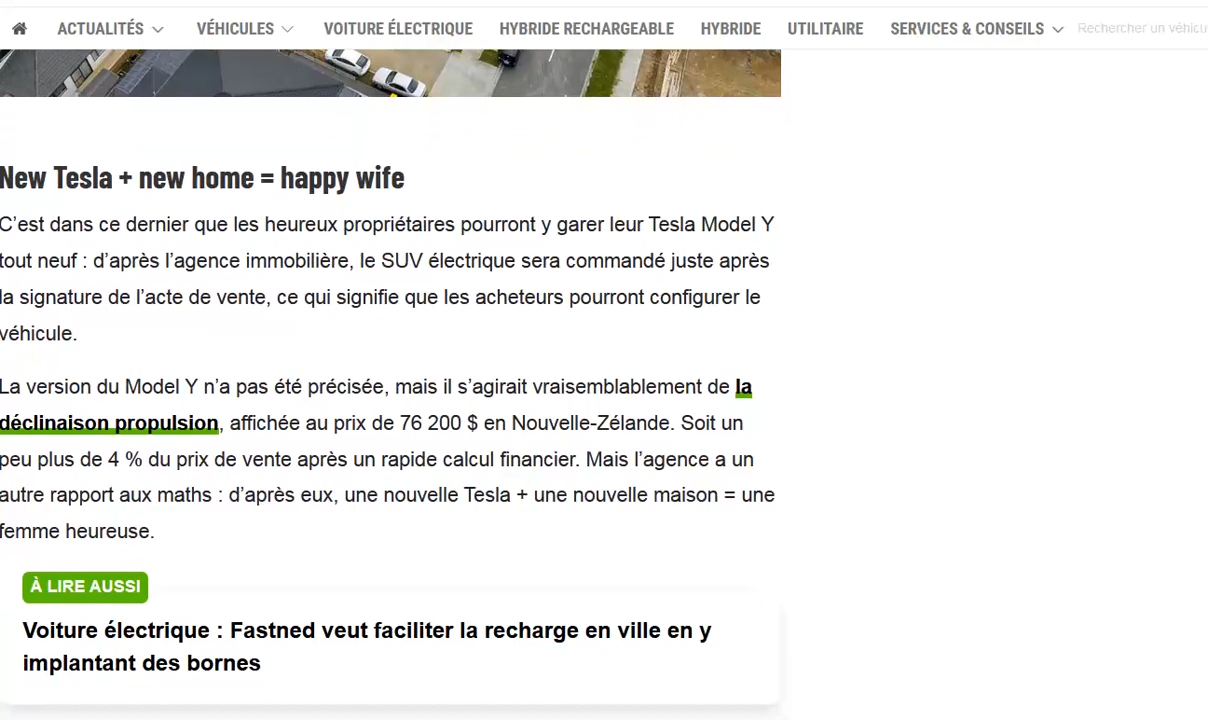 ACTUALITÉS VÉHICULES VOITURE ÉLECTRIQUE HYBRIDE RECHARGEABLE HYBRIDE UTILITAIRE SERVICES & CONSEILS Rechercher un
New Tesla + new home = happy wife
C’est dans ce dernier que les heureux propriétaires pourront y garer leur Tesla Model Y
tout neuf : d’après l’agence immobilière, le SUV électrique sera commandé juste après
la signature de l’acte de vente, ce qui signifie que les acheteurs pourront configurer le
véhicule.
La version du Model Y n’a pas été précisée, mais il s’agirait vraisemblablement de la
déclinaison propulsion, affichée au prix de 76 200 $ en Nouvelle-Zélande. Soit un
peu plus de 4 % du prix de vente après un rapide calcul financier. Mais l’agence a un
autre rapport aux maths : d’après eux, une nouvelle Tesla + une nouvelle maison = une
femme heureuse.
À LIRE AUSSI
Voiture électrique : Fastned veut faciliter la recharge en ville en y
implantant des bornes